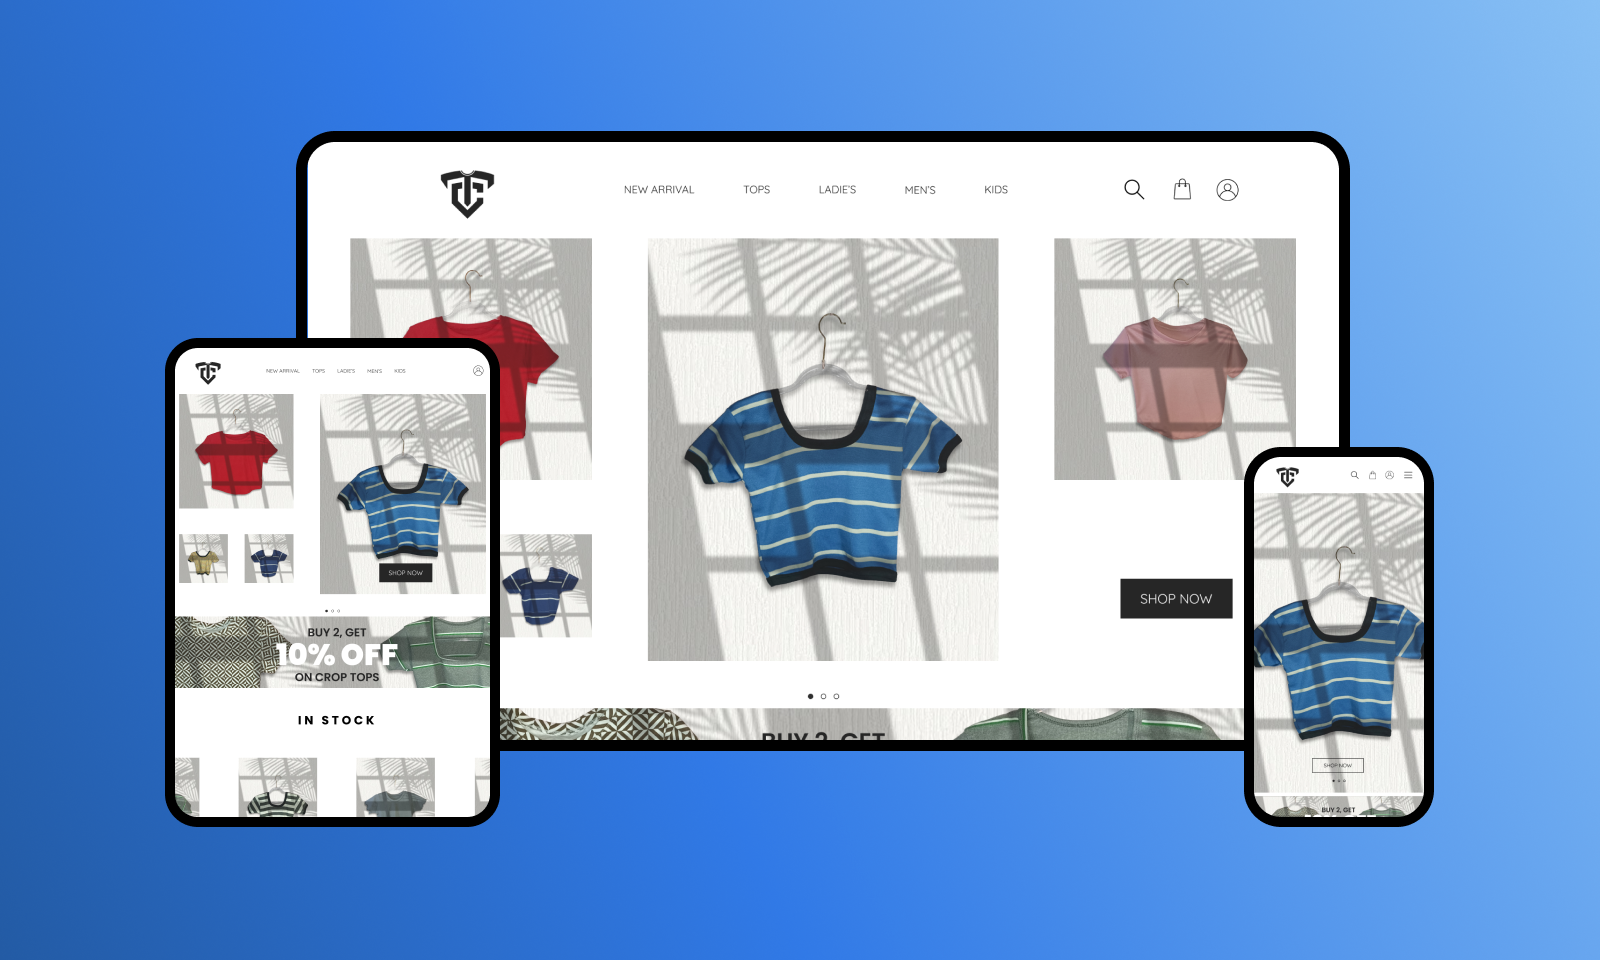 NEW ARRIVAL TOPS LADIE'S MEN'S KIDS
SHOP NOW
BUY 2, GET
NEW ARRIVAL TOPS LADIE'S MEN'S KIDS
SHOP NOW
BUY 2, GET
10% OFF
ON CROP TOPS
IN STOCK
SHOP NOW
BUY 2, GET